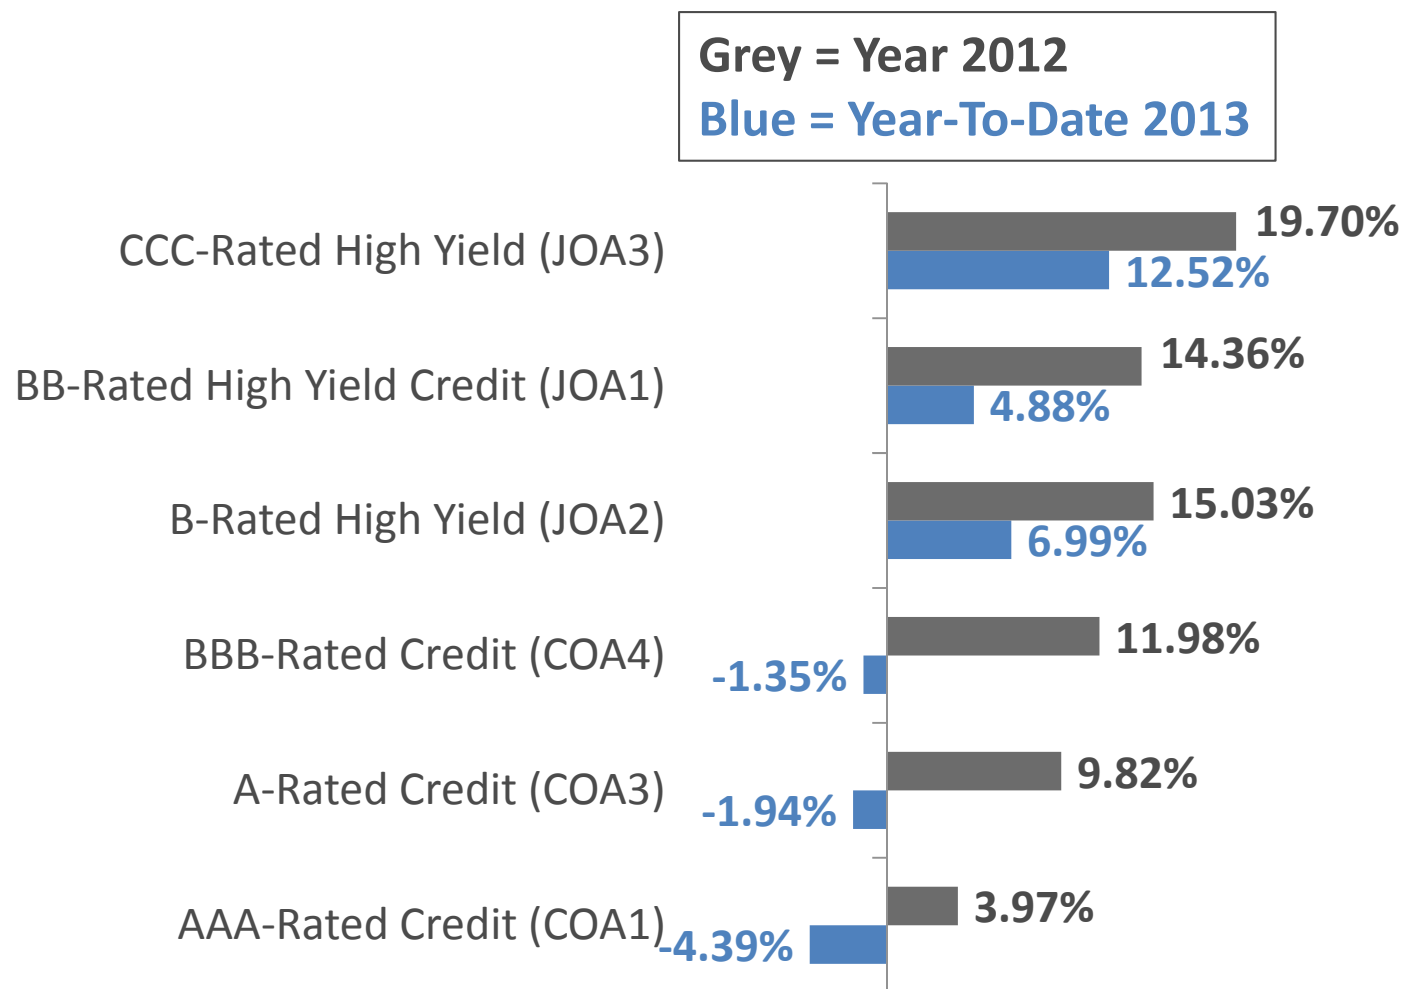 Grey = Year 2012
Blue = Year-To-Date 2013
CCC-Rated High Yield (JOA3)
19.70%
12.52%
BB-Rated High Yield Credit (JOA1)
14.36%
4.88%
B-Rated High Yield (JOA2)
15.03%
6.99%
BBB-Rated Credit (COA4)
11.98%
-1.35%
A-Rated Credit (COA3)
9.82%
-1.94%
AAA-Rated Credit (COA1)
3.97%
-4.39%